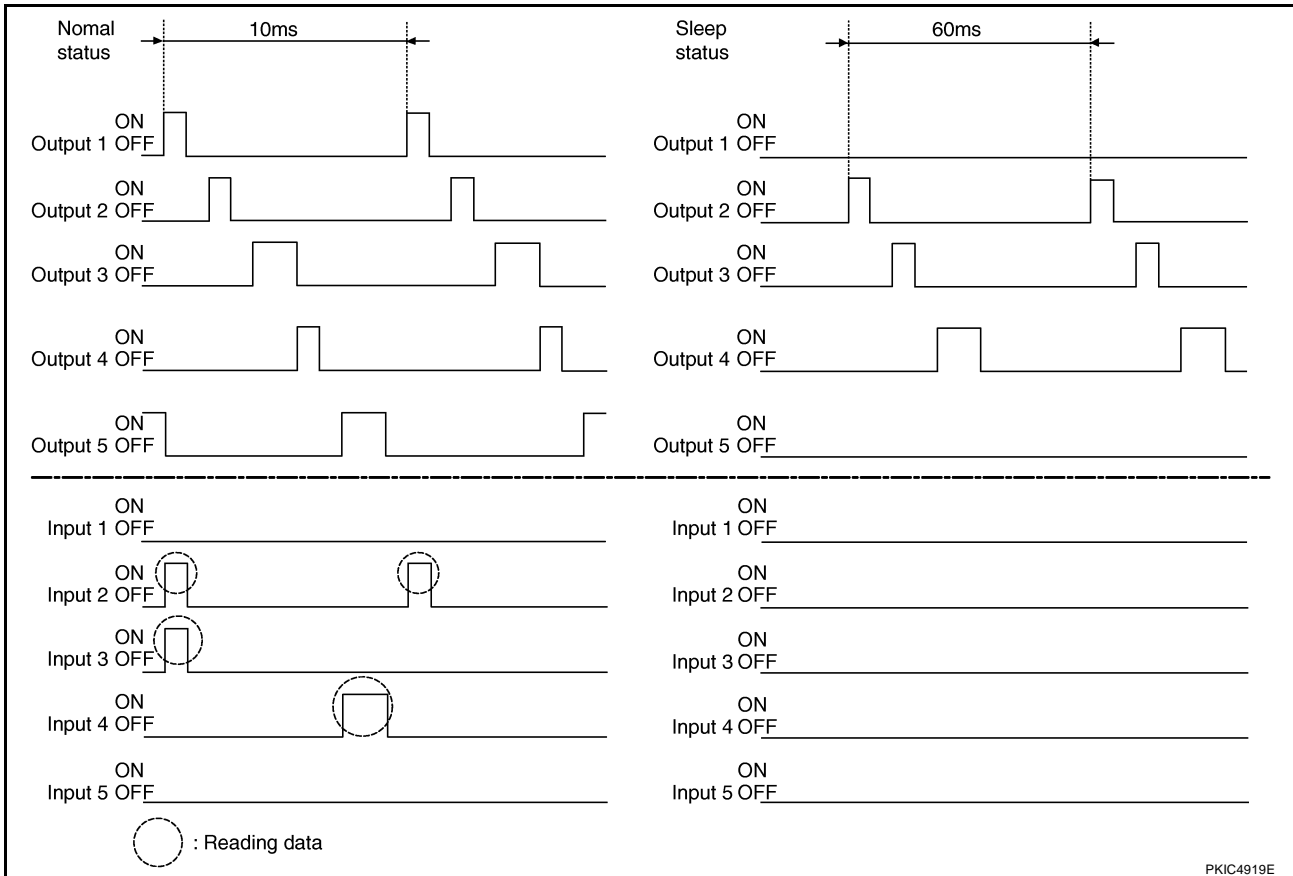 Nomal
status
10ms
ON
Output 1 OFF
ON
Output 2 OFF
ON
Output 3 OFF
ON
Output 4 OFF
ON
Output 5 OFF
Sleep
status
60ms
ON
Output 1 OFF
ON
Output 2 OFF
ON
Output 3 OFF
ON
Output 4 OFF
ON
Output 5 OFF
ON
Input 1 OFF
ON
Input 2 OFF
ON
Input 3 OFF
ON
Input 4 OFF
ON
Input 5 OFF
ON
Input 1 OFF
ON
Input 2 OFF
ON
Input 3 OFF
ON
Input 4 OFF
ON
Input 5 OFF
: Reading data
PKIC4919E